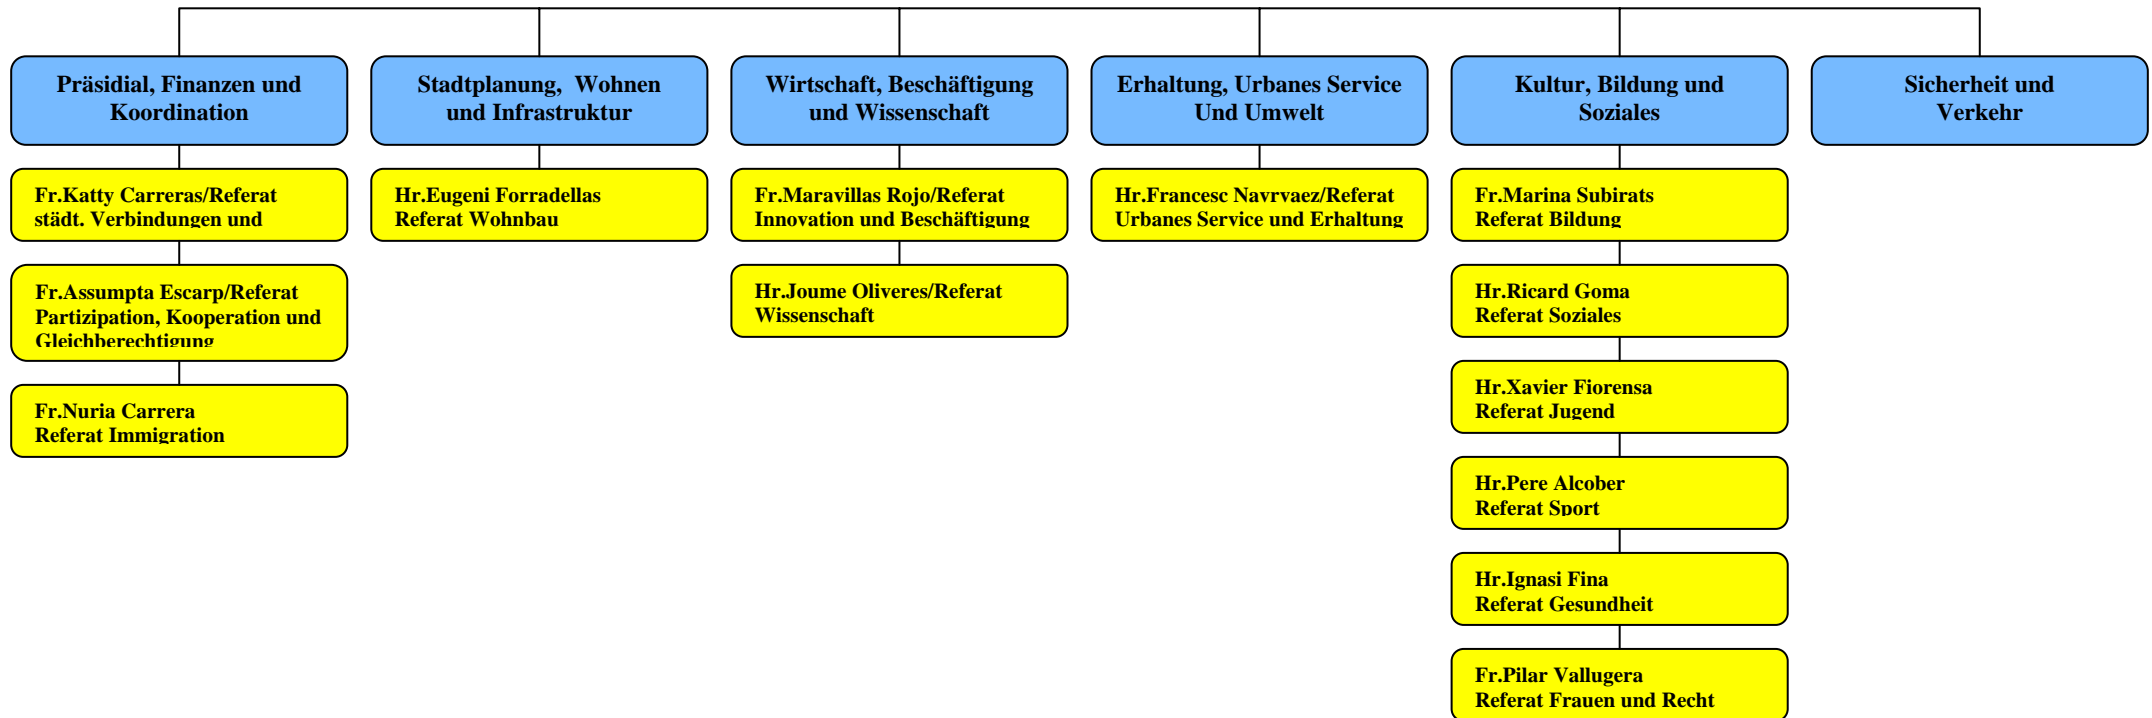 Präsidial, Finanzen und
Koordination
Fr.Katty Carreras/Referat
städt. Verbindungen und
Fr.Assumpta Escarp/Referat
Partizipation, Kooperation und
Gleichberechtigung
Fr.Nuria Carrera
Referat Immigration
Stadtplanung, Wohnen
und Infrastruktur
Hr.Eugeni Forradellas
Referat Wohnbau
Wirtschaft, Beschäftigung
und Wissenschaft
Fr.Maravillas Rojo/Referat
Innovation und Beschäftigung
Hr.Joume Oliveres/Referat
Wissenschaft
Erhaltung, Urbanes Service
Und Umwelt
Hr.Francesc Navrvaez/Referat
Urbanes Service und Erhaltung
Kultur, Bildung und
Soziales
Fr.Marina Subirats
Referat Bildung
Hr.Ricard Goma
Referat Soziales
Hr.Xavier Fiorensa
Referat Jugend
Hr.Pere Alcober
Referat Sport
Hr.Ignasi Fina
Referat Gesundheit
Fr.Pilar Vallugera
Referat Frauen und Recht
Sicherheit und
Verkehr